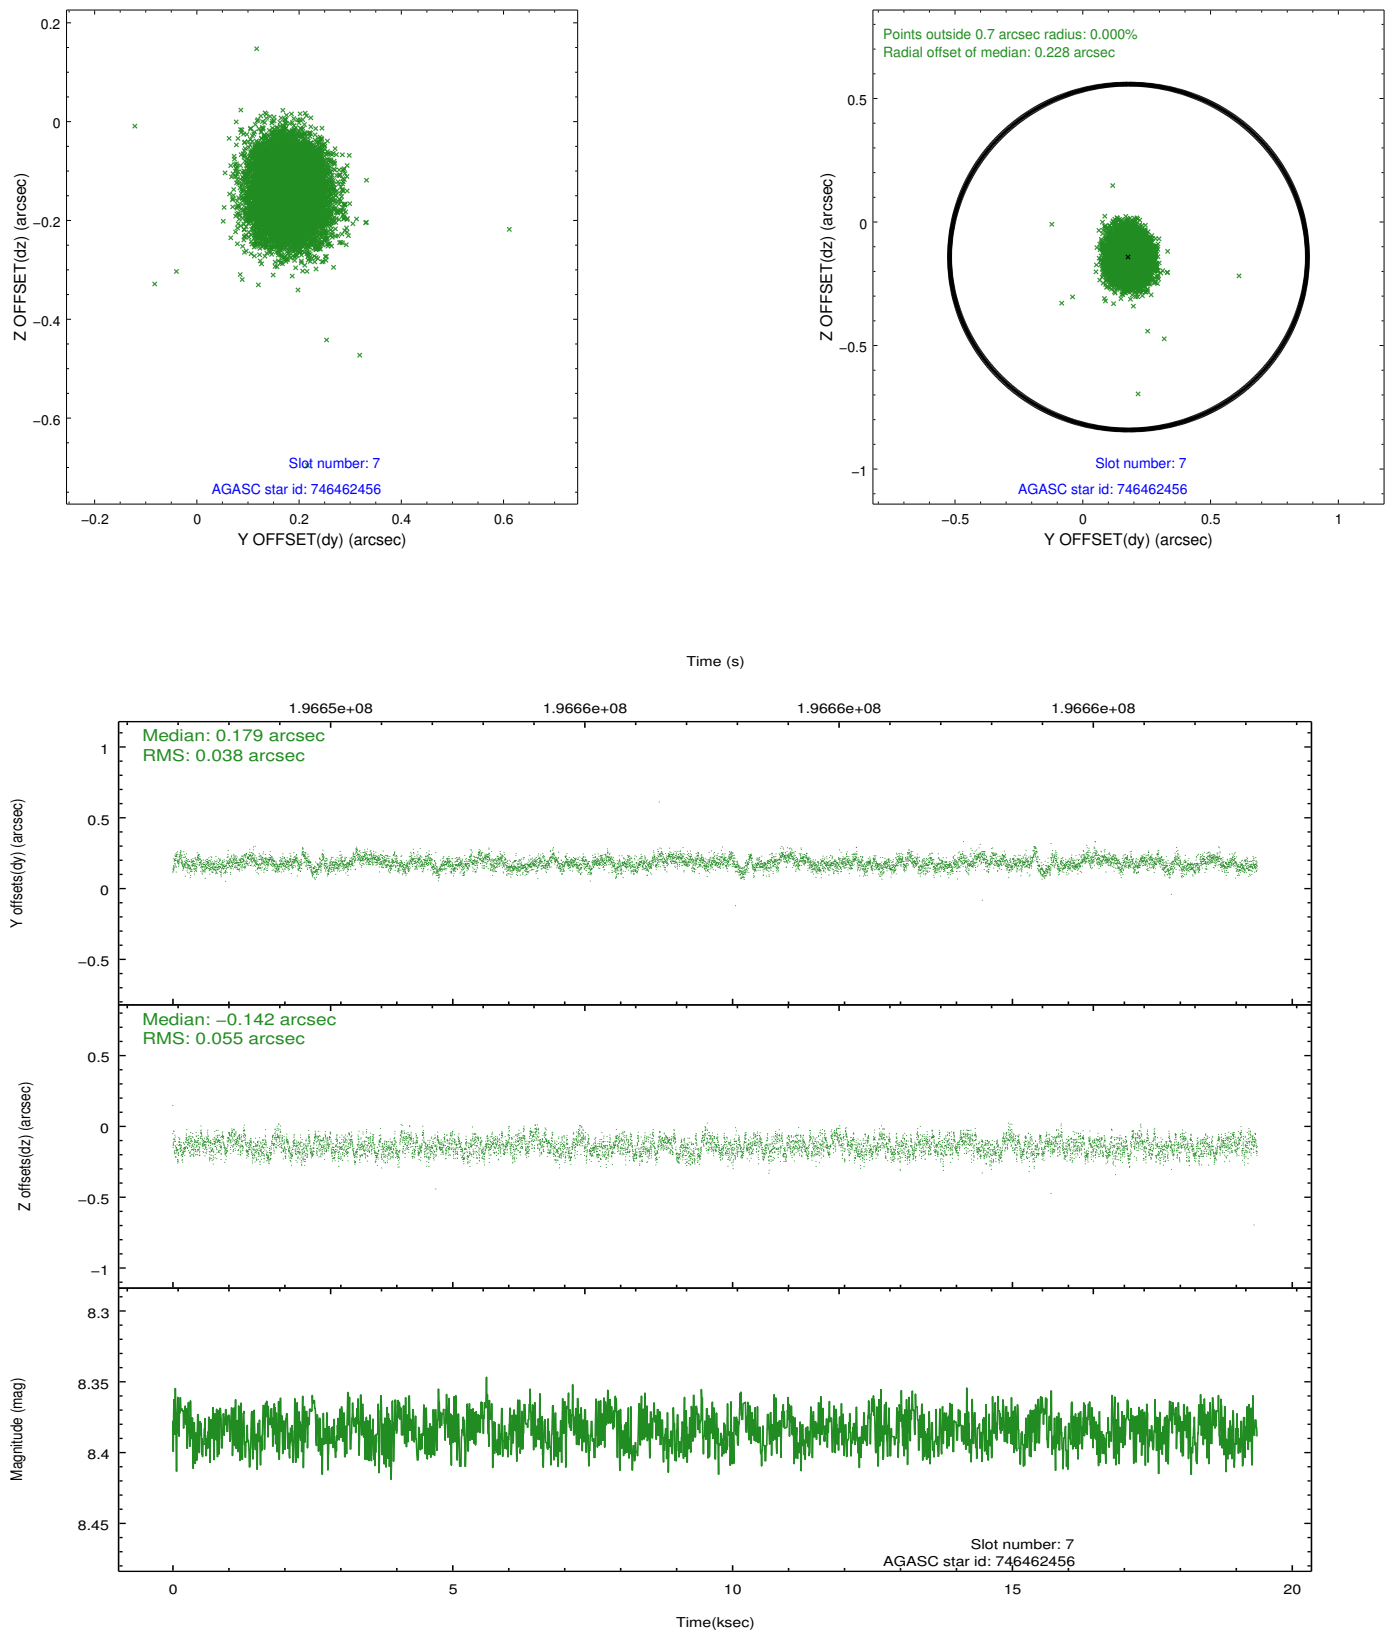 0.2
0
−0.2
−0.4
−0.6
Z OFFSET(dz) (arcsec)
Slot number: 7
AGASC star id: 746462456
−0.2 0 0.2 0.4 0.6
Y OFFSET(dy) (arcsec)
Points outside 0.7 arcsec radius: 0.000%
Radial offset of median: 0.228 arcsec
0.5
0
−0.5
−1
Z OFFSET(dz) (arcsec)
Slot number: 7
AGASC star id: 746462456
−0.5 0 0.5 1
Y OFFSET(dy) (arcsec)
Time (s)
1.9665e+08 1.9666e+08 1.9666e+08 1.9666e+08
Median: 0.179 arcsec
RMS: 0.038 arcsec
1
0.5
0
−0.5
Y offsets(dy) (arcsec)
Median: −0.142 arcsec
RMS: 0.055 arcsec
0.5
0
−0.5
−1
Z offsets(dz) (arcsec)
8.3
8.35
8.4
8.45
Magnitude (mag)
Slot number: 7
AGASC star id: 746462456
0 5 10 15 20
Time(ksec)